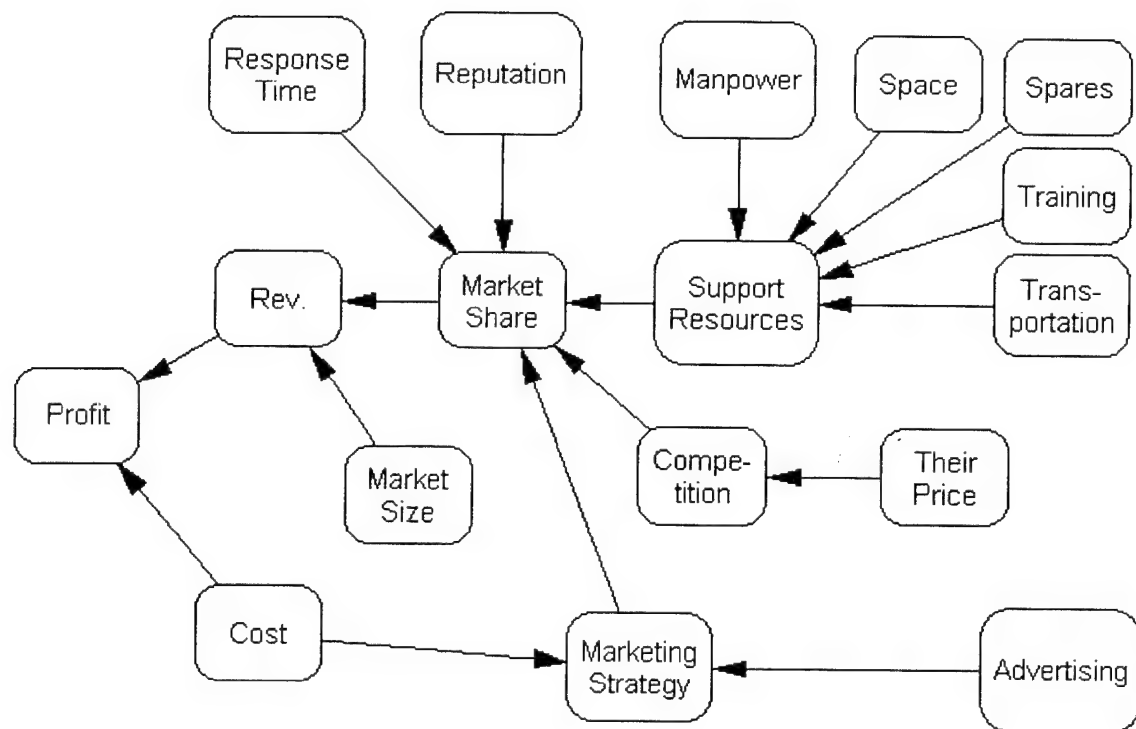 Response
Time
Reputation
Manpower
Space
Spares
Training
Rev.
Market
Share
Support
Resources
Trans-
portation
Profit
Market
Size
Compe-
tition
Their
Price
Cost
Marketing
Strategy
Advertising